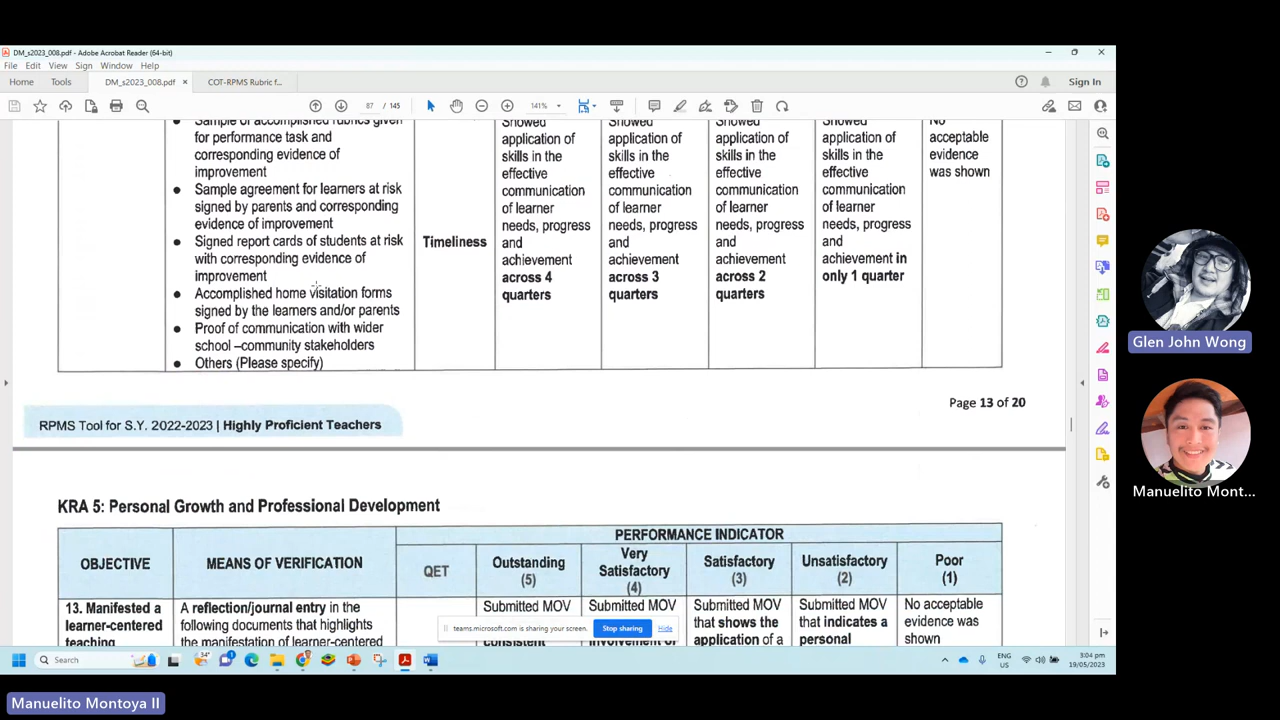 DM_s2023_008.pdf - Adobe Acrobat Reader (64-bit)
File Edit View Sign Window Help
Home Tools DM_s2023_008.pdf × COT-RPMS Rubric f... Sign In
87 / 145 141%
Sample of accomplished rubrics given
for performance task and
corresponding evidence of
improvement
Sample agreement for learners at risk
signed by parents and corresponding
evidence of improvement
Signed report cards of students at risk
with corresponding evidence of
improvement
Accomplished home visitation forms
signed by the learners and/or parents
Proof of communication with wider
school –community stakeholders
Others (Please specify)
Timeliness
Showed
application of
skills in the
effective
communication
of learner
needs, progress
and
achievement
across 4
quarters
Showed
application of
skills in the
effective
communication
of learner
needs, progress
and
achievement
across 3
quarters
Showed
application of
skills in the
effective
communication
of learner
needs, progress
and
achievement
across 2
quarters
Showed
application of
skills in the
effective
communication
of learner
needs, progress
and
achievement in
only 1 quarter
No
acceptable
evidence
was shown
Page 13 of 20
RPMS Tool for S.Y. 2022-2023 | Highly Proficient Teachers
KRA 5: Personal Growth and Professional Development
OBJECTIVE
MEANS OF VERIFICATION
PERFORMANCE INDICATOR
QET
Outstanding
(5)
Very
Satisfactory
(4)
Satisfactory
(3)
Unsatisfactory
(2)
Poor
(1)
13. Manifested a
learner-centered
teaching
A reflection/journal entry in the
following documents that highlights
the manifestation of learner-centered
Submitted MOV
consistent
Submitted MOV
involvement of
Submitted MOV
that shows the
application of a
Submitted MOV
that indicates a
personal
No acceptable
evidence was
shown
teams.microsoft.com is sharing your screen. Stop sharing Hide
Search
ENG
US
3:04 pm
19/05/2023
Glen John Wong
Manuelito Mont...
Manuelito Montoya II